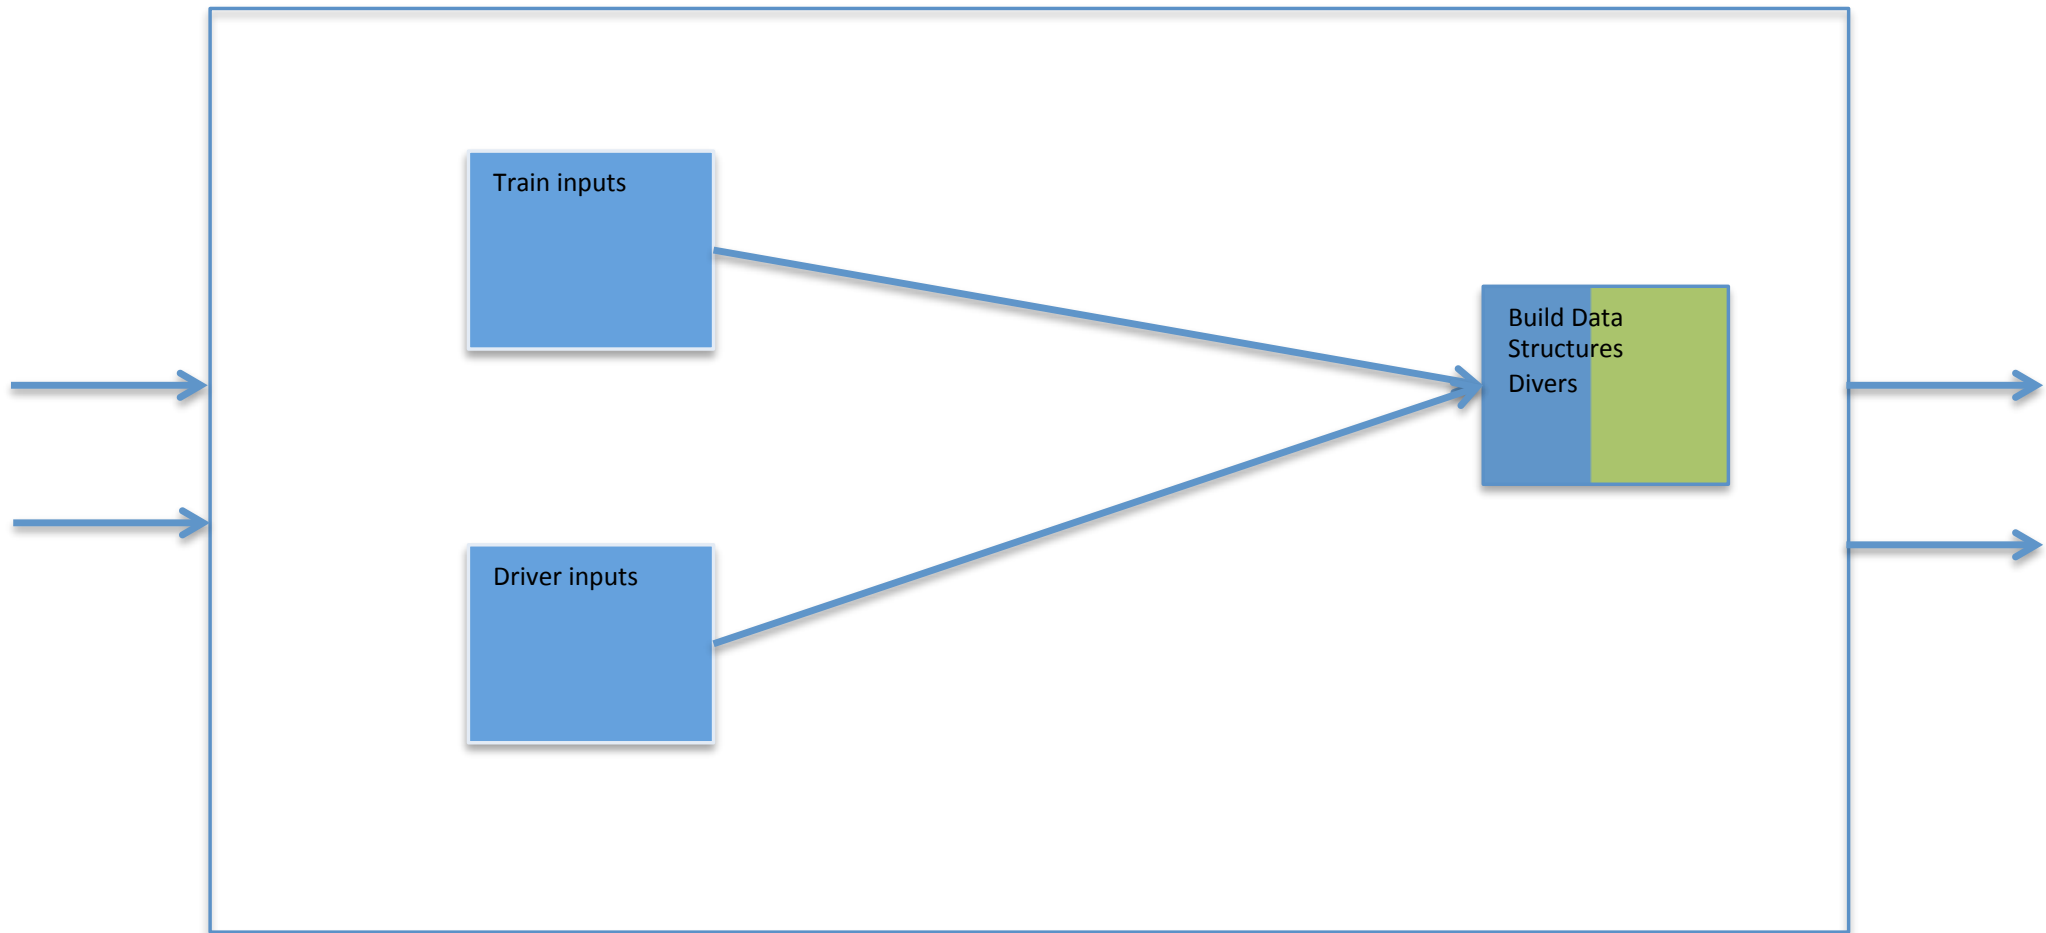 Train inputs
Build Data
Structures
Divers
Driver inputs